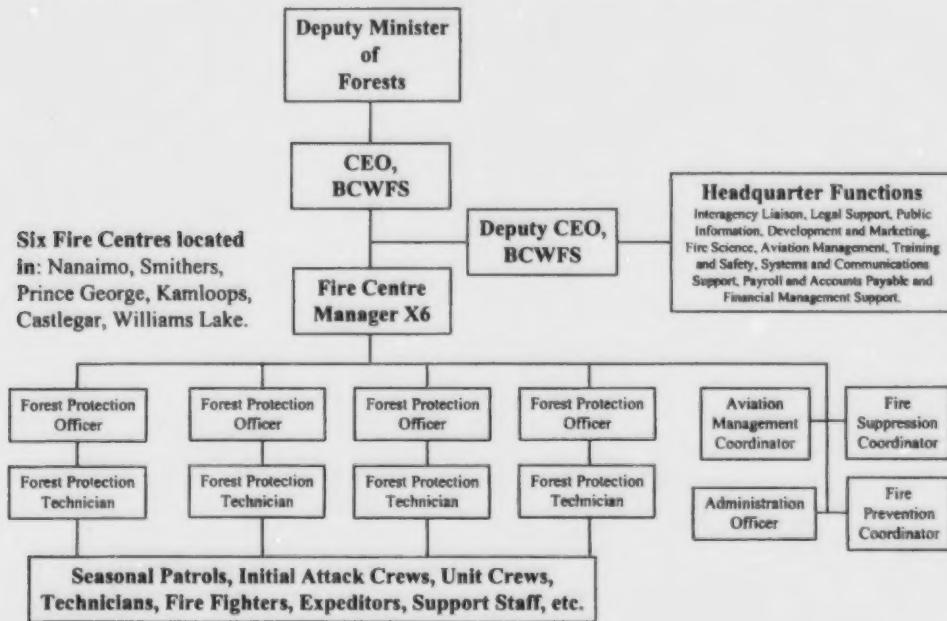 Deputy Minister
of
Forests
CEO,
BCWFS
Deputy CEO,
BCWFS
Headquarter Functions
Interagency Liaison, Legal Support, Public
Information, Development and Marketing,
Fire Science, Aviation Management, Training
and Safety, Systems and Communications
Support, Payroll and Accounts Payable and
Financial Management Support.
Six Fire Centres located
in: Nanaimo, Smithers,
Prince George, Kamloops,
Castlegar, Williams Lake.
Fire Centre
Manager X6
Forest Protection
Officer
Forest Protection
Officer
Forest Protection
Officer
Forest Protection
Officer
Aviation
Management
Coordinator
Fire
Suppression
Coordinator
Forest Protection
Technician
Forest Protection
Technician
Forest Protection
Technician
Forest Protection
Technician
Administration
Officer
Fire
Prevention
Coordinator
Seasonal Patrols, Initial Attack Crews, Unit Crews,
Technicians, Fire Fighters, Expeditors, Support Staff, etc.